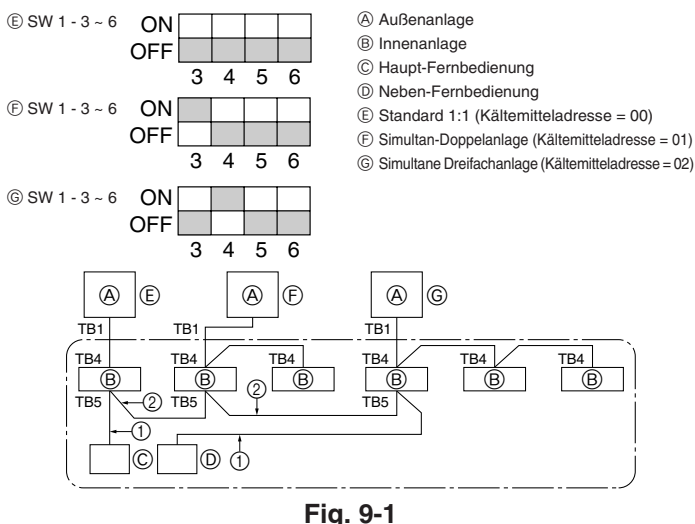 Ⓔ SW 1 - 3 ~ 6 ON
OFF
3 4 5 6
Ⓕ SW 1 - 3 ~ 6 ON
OFF
3 4 5 6
Ⓖ SW 1 - 3 ~ 6 ON
OFF
3 4 5 6
Ⓐ Außenanlage
Ⓑ Innenanlage
Ⓒ Haupt-Fernbedienung
Ⓓ Neben-Fernbedienung
Ⓔ Standard 1:1 (Kältemitteladresse = 00)
Ⓕ Simultan-Doppelanlage (Kältemitteladresse = 01)
Ⓖ Simultane Dreifachanlage (Kältemitteladresse = 02)
Ⓐ Ⓔ Ⓐ Ⓕ Ⓐ Ⓖ
TB1 TB1 TB1
TB4 TB4 TB4 TB4 TB4 TB4
Ⓑ Ⓑ Ⓑ Ⓑ Ⓑ Ⓑ
TB5 ② TB5 ② TB5
①
Ⓒ Ⓓ ①
Fig. 9-1